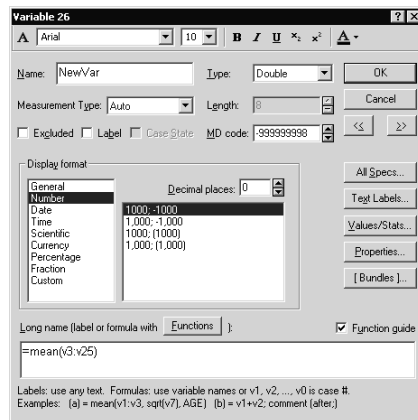 Variable 26
A Arial 10 B I U x₂ x² A
Name: NewVar Type: Double OK
Measurement Type: Auto Length: 8 Cancel
Excluded Label Case State MD code: -999999998 << >>
Display format
General
Number
Date
Time
Scientific
Currency
Percentage
Fraction
Custom
Decimal places: 0
1000; -1000
1,000; -1,000
1000; (1000)
1,000; (1,000)
All Specs...
Text Labels...
Values/Stats...
Properties...
[ Bundles ]...
Long name (label or formula with Functions ): Function guide
=mean(v3:v25)
Labels: use any text. Formulas: use variable names or v1, v2, ..., v0 is case #.
Examples: (a) = mean(v1:v3, sqrt(v7), AGE) (b) = v1+v2; comment (after;)